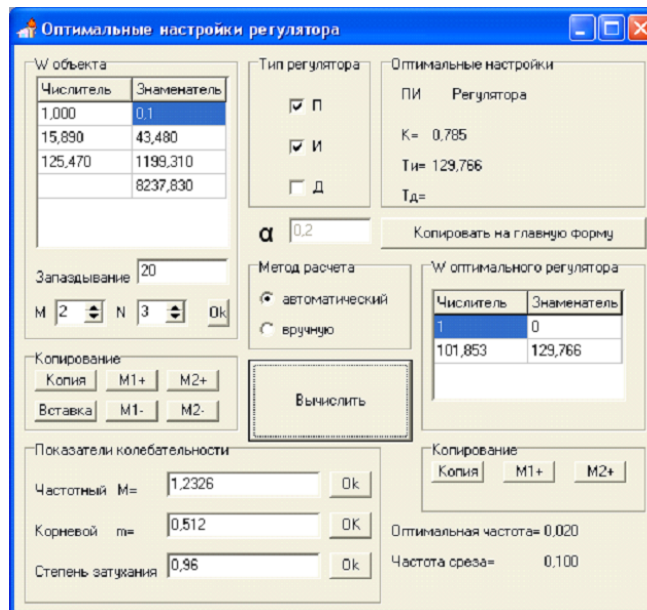 Оптимальные настройки регулятора
W объекта
Числитель Знаменатель
1,000 0,1
15,890 43,480
125,470 1199,310
8237,830
Запаздывание 20
M 2 N 3 Ok
Тип регулятора
П
И
Д
α 0,2
Оптимальные настройки
ПИ Регулятора
K= 0,785
Tи= 129,766
Tд=
Копировать на главную форму
Метод расчета
автоматический
вручную
W оптимального регулятора
Числитель Знаменатель
1 0
101,853 129,766
Копирование
Копия M1+ M2+
Вставка M1- M2-
Вычислить
Показатели колебательности
Частотный M= 1,2326 Ok
Корневой m= 0,512 OK
Степень затухания 0,96 Ok
Копирование
Копия M1+ M2+
Оптимальная частота= 0,020
Частота среза= 0,100